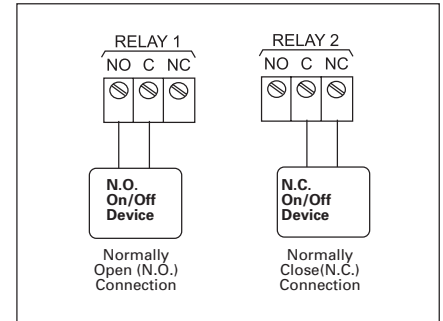 RELAY 1
NO C NC
N.O.
On/Off
Device
Normally
Open (N.O.)
Connection
RELAY 2
NO C NC
N.C.
On/Off
Device
Normally
Close(N.C.)
Connection